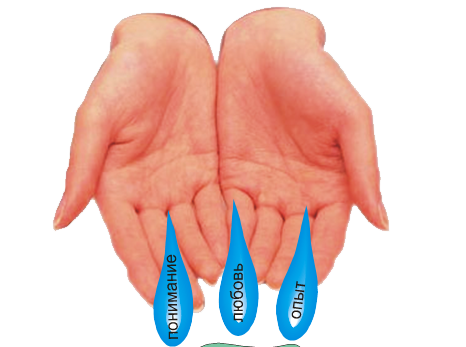 понимание
любовь
опыт